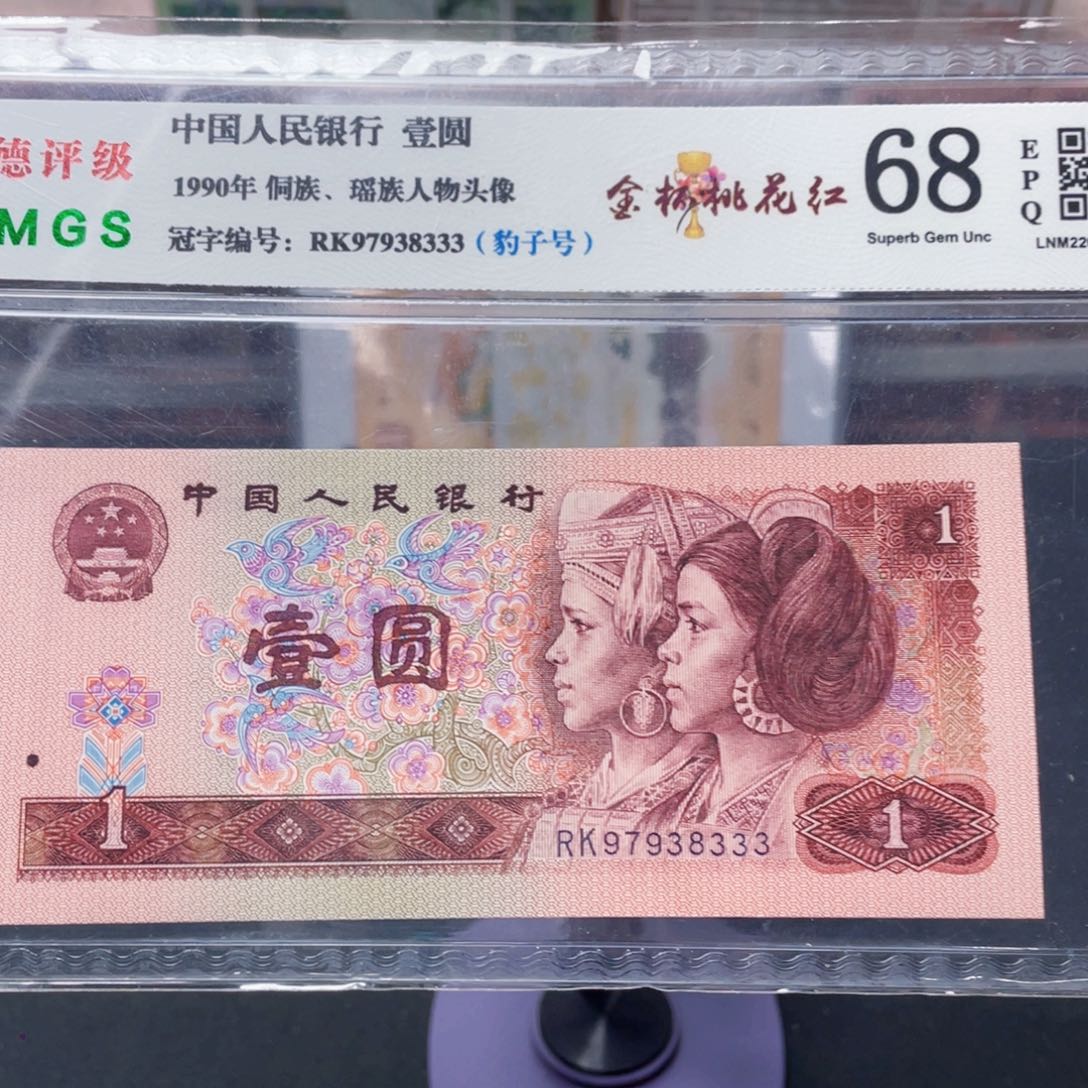 德评级
MGS
中国人民银行 壹圆
1990年 侗族、瑶族人物头像
冠字编号：RK97938333（豹子号）
金杯桃花红
68
Superb Gem Unc
EPQ
LNM22
中国人民银行
壹圆
1
1
RK97938333
1